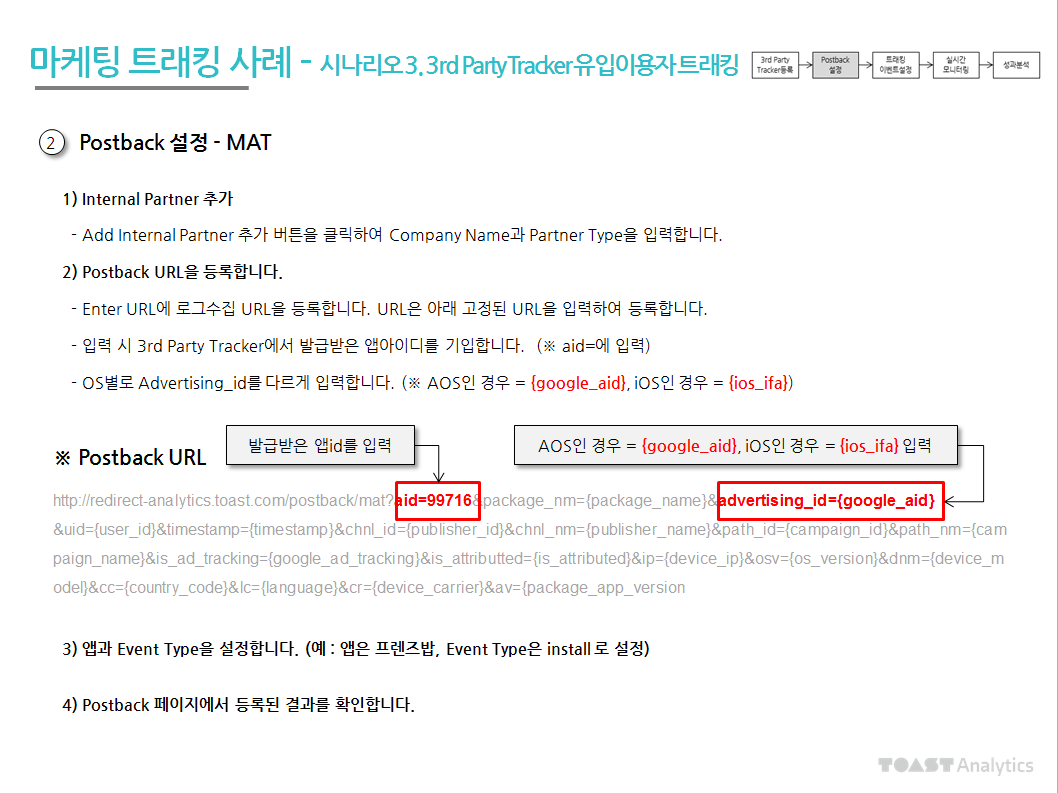 마케팅 트래킹 사례 - 시나리오 3. 3rd Party Tracker 유입 이용자 트래킹
3rd Party
Tracker등록
Postback
설정
트래킹
이벤트설정
실시간
모니터링
성과분석
2 Postback 설정 - MAT
1) Internal Partner 추가
- Add Internal Partner 추가 버튼을 클릭하여 Company Name과 Partner Type을 입력합니다.
2) Postback URL을 등록합니다.
- Enter URL에 로그수집 URL을 등록합니다. URL은 아래 고정된 URL을 입력하여 등록합니다.
- 입력 시 3rd Party Tracker에서 발급받은 앱아이디를 기입합니다. (※ aid=에 입력)
- OS별로 Advertising_id를 다르게 입력합니다. (※ AOS인 경우 = {google_aid}, iOS인 경우 = {ios_ifa})
발급받은 앱id를 입력
AOS인 경우 = {google_aid}, iOS인 경우 = {ios_ifa} 입력
※ Postback URL
http://redirect-analytics.toast.com/postback/mat?aid=99716&package_nm={package_name}&advertising_id={google_aid}
&uid={user_id}&timestamp={timestamp}&chnl_id={publisher_id}&chnl_nm={publisher_name}&path_id={campaign_id}&path_nm={cam
paign_name}&is_ad_tracking={google_ad_tracking}&is_attributted={is_attributed}&ip={device_ip}&osv={os_version}&dnm={device_m
odel}&cc={country_code}&lc={language}&cr={device_carrier}&av={package_app_version
3) 앱과 Event Type을 설정합니다. (예 : 앱은 프렌즈밥, Event Type은 install 로 설정)
4) Postback 페이지에서 등록된 결과를 확인합니다.
TOAST Analytics